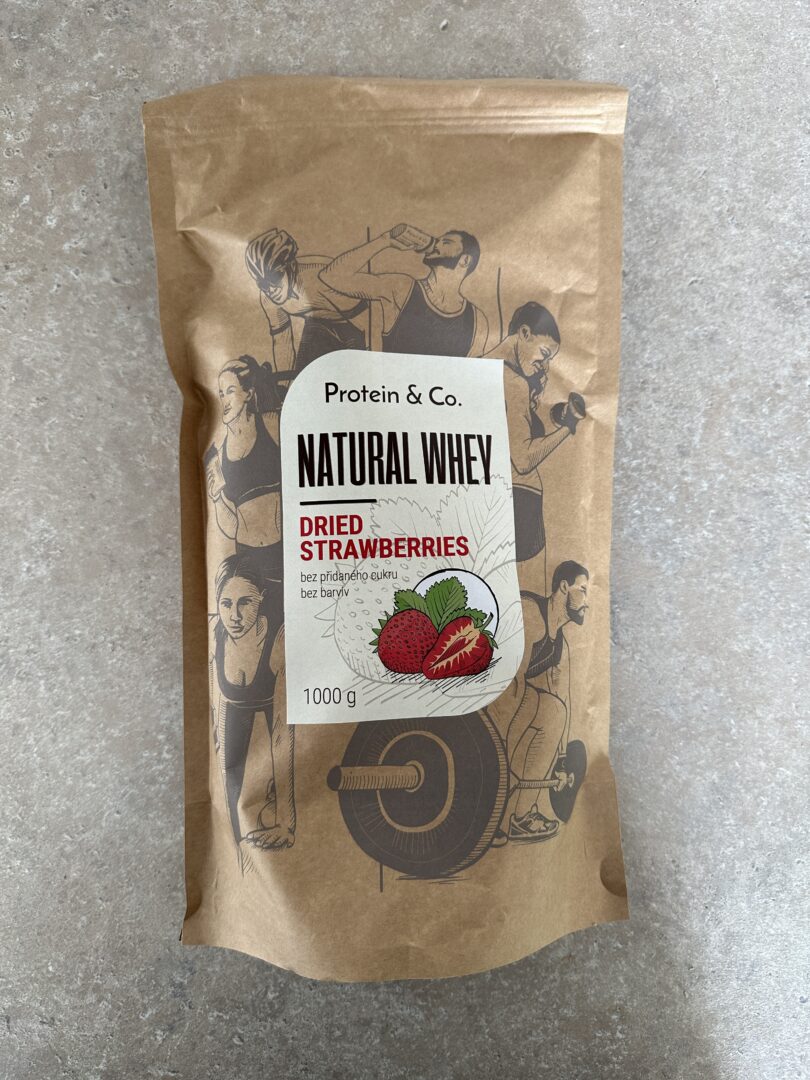 Protein & Co.
NATURAL WHEY
DRIED
STRAWBERRIES
bez přidaného cukru
bez barviv
1000 g